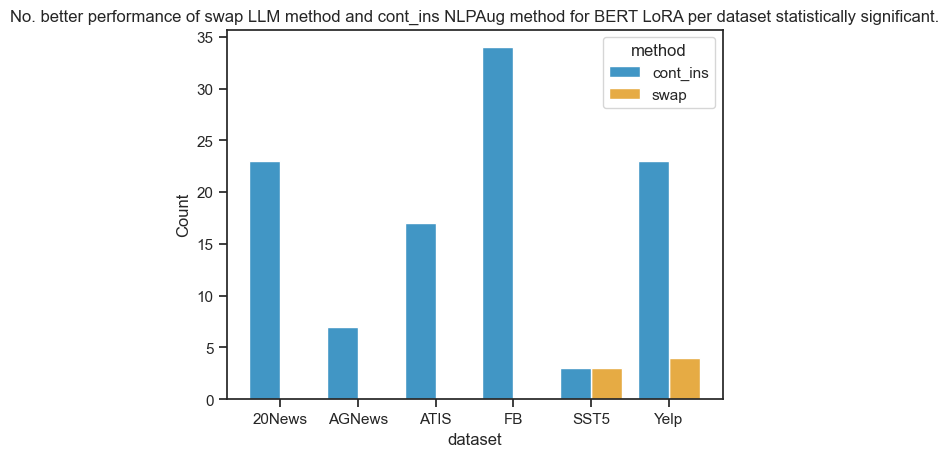 No. better performance of swap LLM method and cont_ins NLPAug method for BERT LoRA per dataset statistically significant.
method
cont_ins
swap
35
30
25
20
15
10
5
0
Count
20News
AGNews
ATIS
FB
SST5
Yelp
dataset